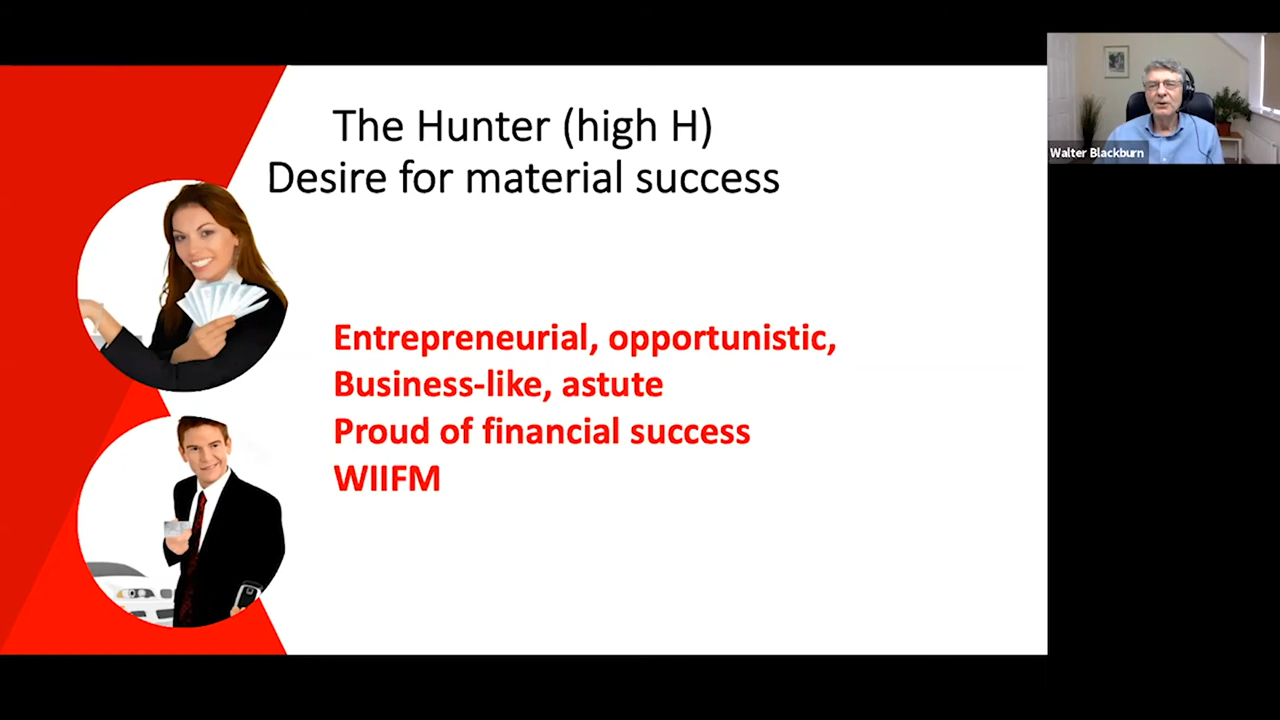 The Hunter (high H)
Desire for material success
Entrepreneurial, opportunistic,
Business-like, astute
Proud of financial success
WIIFM
Walter Blackburn